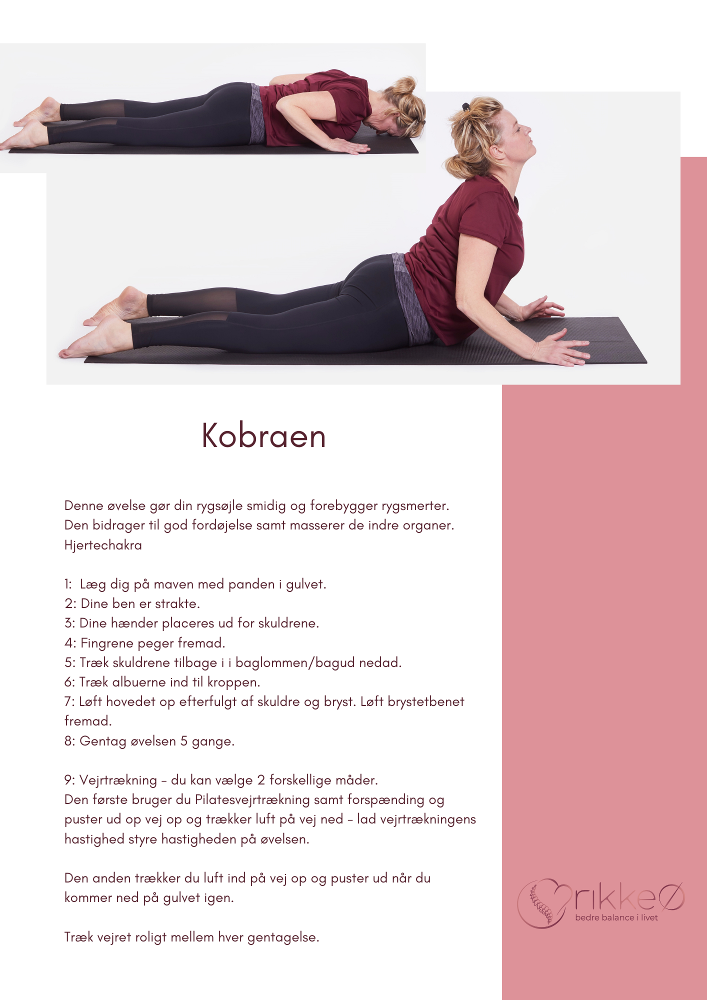 Kobraen
Denne øvelse gør din rygsøjle smidig og forebygger rygsmerter.
Den bidrager til god fordøjelse samt masserer de indre organer.
Hjertechakra
1:  Læg dig på maven med panden i gulvet.
2: Dine ben er strakte.
3: Dine hænder placeres ud for skuldrene.
4: Fingrene peger fremad.
5: Træk skuldrene tilbage i i baglommen/bagud nedad.
6: Træk albuerne ind til kroppen.
7: Løft hovedet op efterfulgt af skuldre og bryst. Løft brystetbenet
fremad.
8: Gentag øvelsen 5 gange.
9: Vejrtrækning - du kan vælge 2 forskellige måder.
Den første bruger du Pilatesvejrtrækning samt forspænding og
puster ud op vej op og trækker luft på vej ned - lad vejrtrækningens
hastighed styre hastigheden på øvelsen.
Den anden trækker du luft ind på vej op og puster ud når du
kommer ned på gulvet igen.
Træk vejret roligt mellem hver gentagelse.
rikkeØ
bedre balance i livet